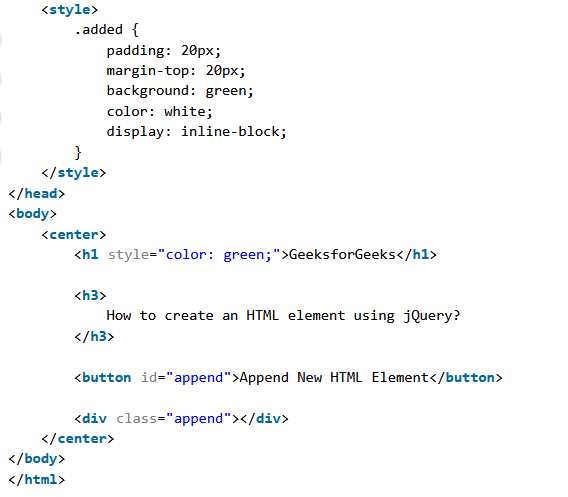 <style>
.added {
padding: 20px;
margin-top: 20px;
background: green;
color: white;
display: inline-block;
}
</style>
</head>
<body>
<center>
<h1 style="color: green;">GeeksforGeeks</h1>
<h3>
How to create an HTML element using jQuery?
</h3>
<button id="append">Append New HTML Element</button>
<div class="append"></div>
</center>
</body>
</html>